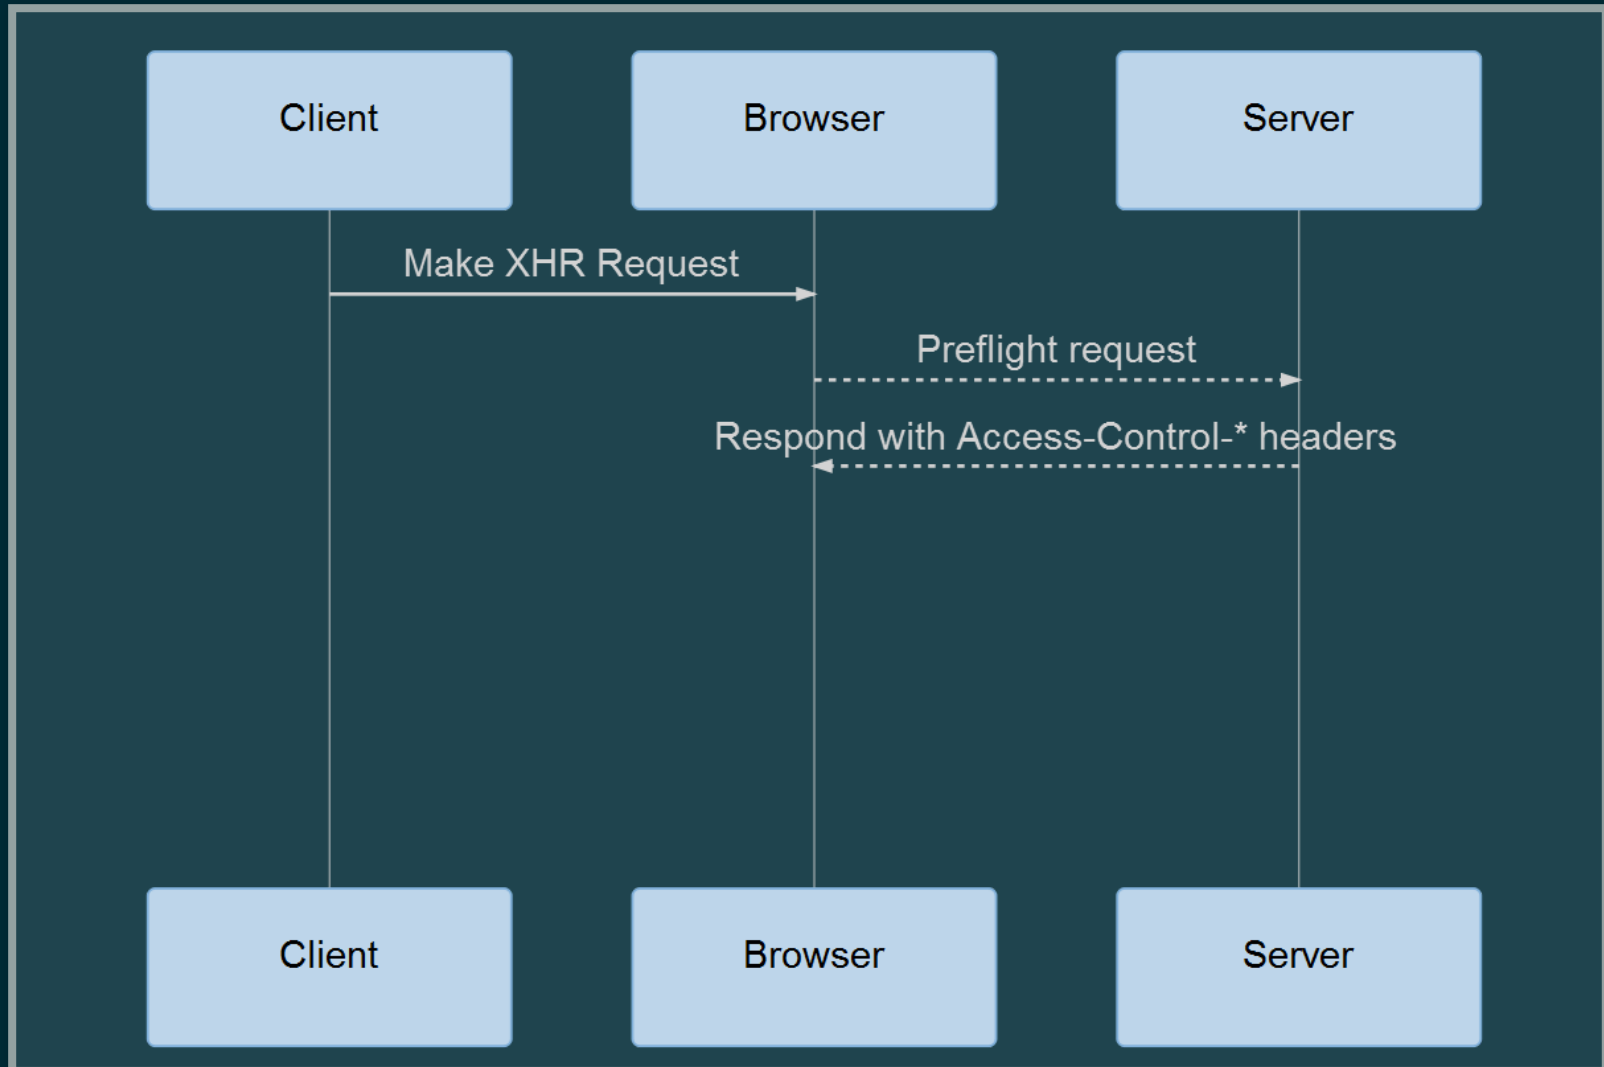 Client
Browser
Server
Make XHR Request
Preflight request
Respond with Access-Control-* headers
Client
Browser
Server